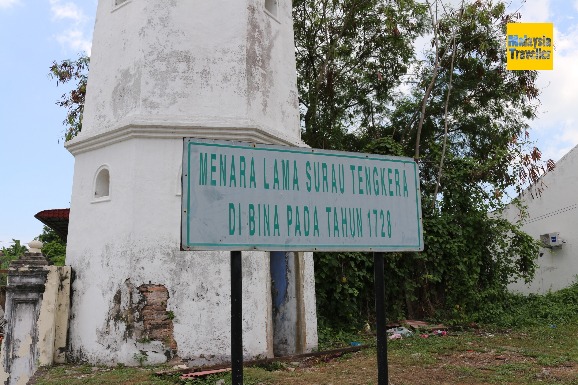 Malaysia
Traveller
MENARA LAMA SURAU TENGKERA
DI BINA PADA TAHUN 1728